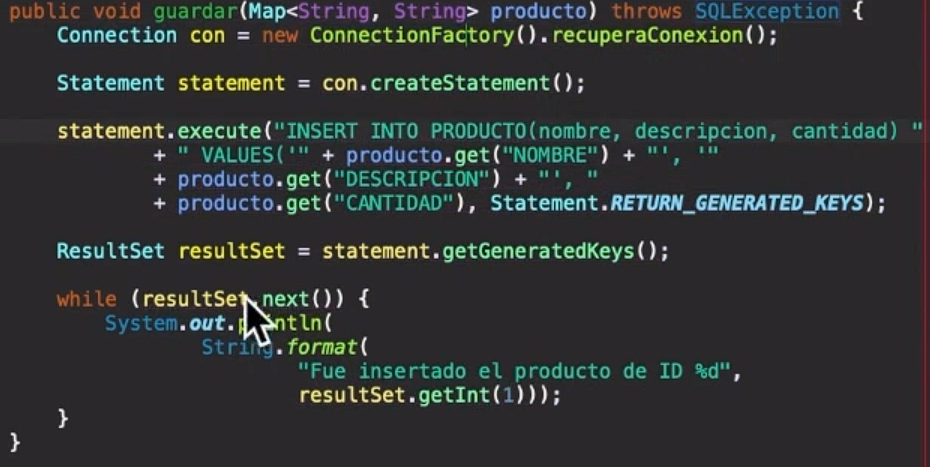 public void guardar(Map<String, String> producto) throws SQLException {
    Connection con = new ConnectionFactory().recuperaConexion();
    Statement statement = con.createStatement();
    statement.execute("INSERT INTO PRODUCTO(nombre, descripcion, cantidad) "
            + " VALUES('" + producto.get("NOMBRE") + "', '"
            + producto.get("DESCRIPCION") + "', "
            + producto.get("CANTIDAD"), Statement.RETURN_GENERATED_KEYS);
    ResultSet resultSet = statement.getGeneratedKeys();
    while (resultSet.next()) {
        System.out.println(
                String.format(
                        "Fue insertado el producto de ID %d",
                        resultSet.getInt(1)));
    }
}